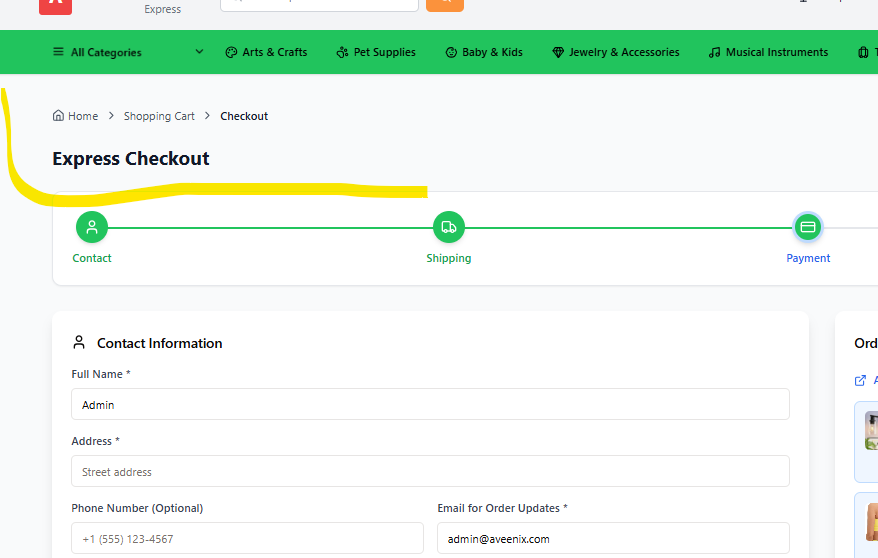 Express
All Categories
Arts & Crafts
Pet Supplies
Baby & Kids
Jewelry & Accessories
Musical Instruments
Home > Shopping Cart > Checkout
Express Checkout
Contact
Shipping
Payment
Contact Information
Full Name *
Admin
Address *
Street address
Phone Number (Optional)
Email for Order Updates *
+1 (555) 123-4567
admin@aveenix.com
Ord